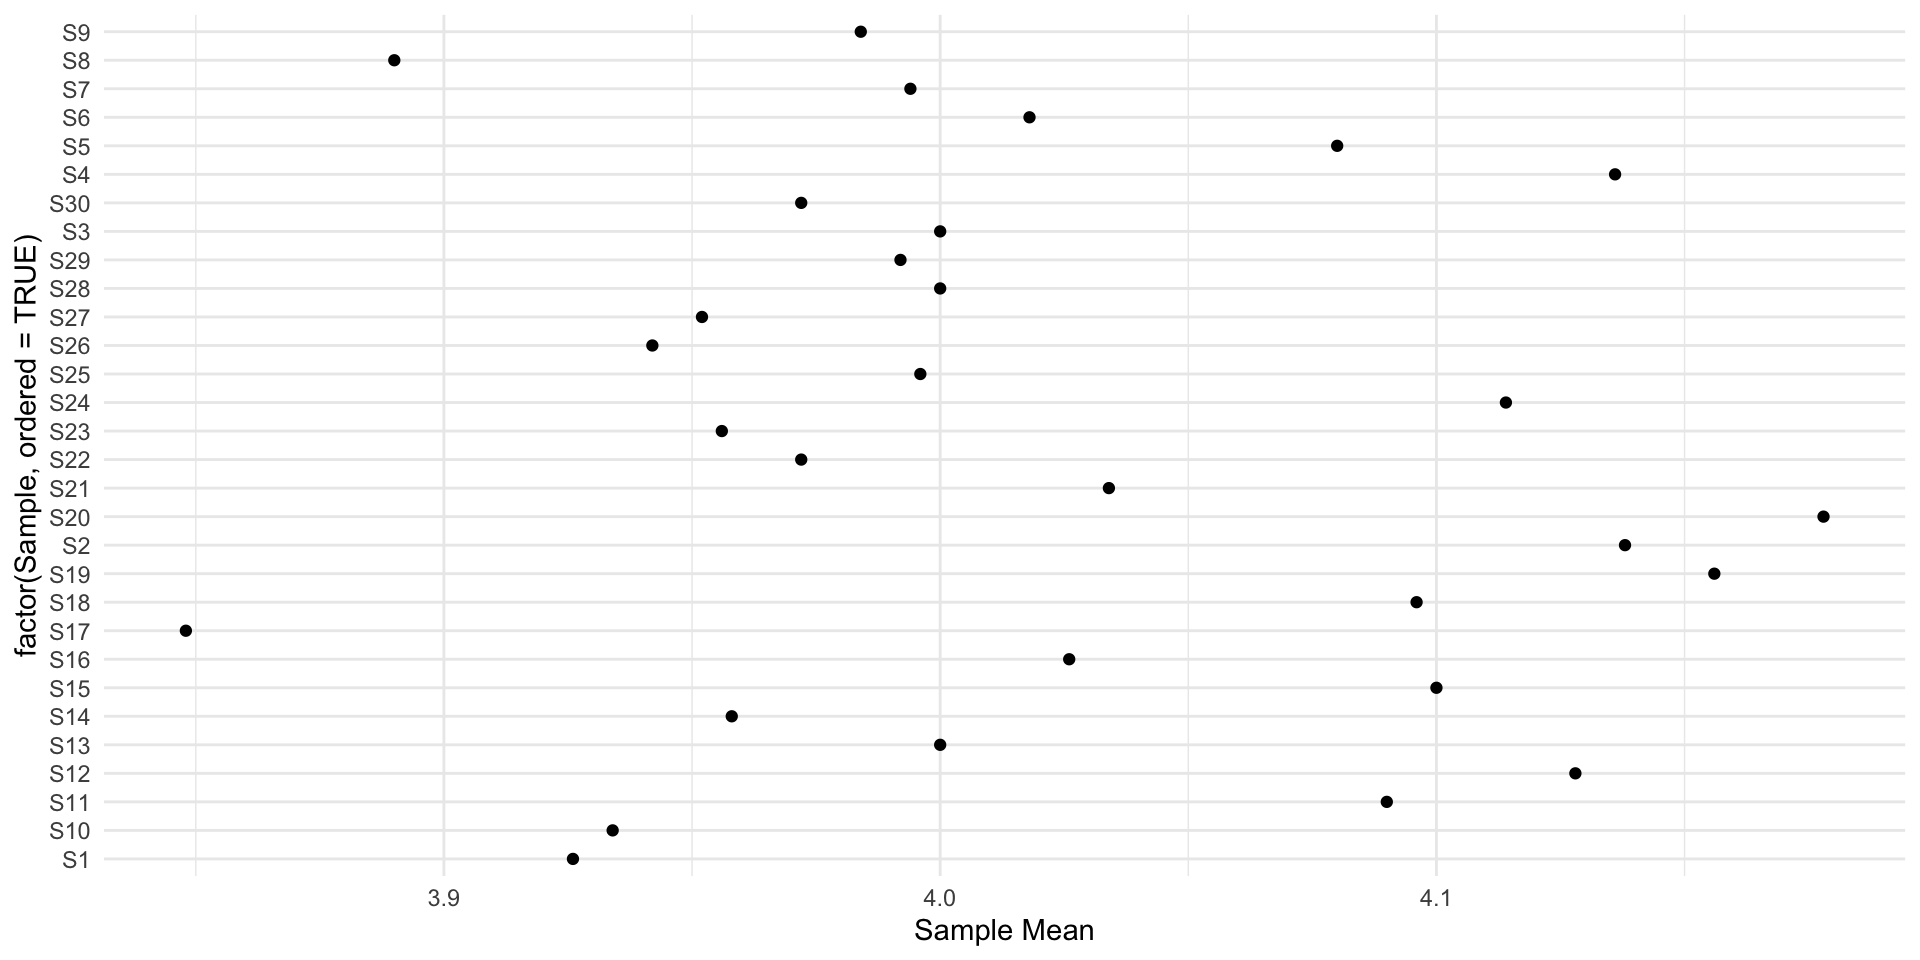 factor(Sample, ordered = TRUE)
S9
S8
S7
S6
S5
S4
S30
S3
S29
S28
S27
S26
S25
S24
S23
S22
S21
S20
S2
S19
S18
S17
S16
S15
S14
S13
S12
S11
S10
S1
3.9 4.0 4.1
Sample Mean